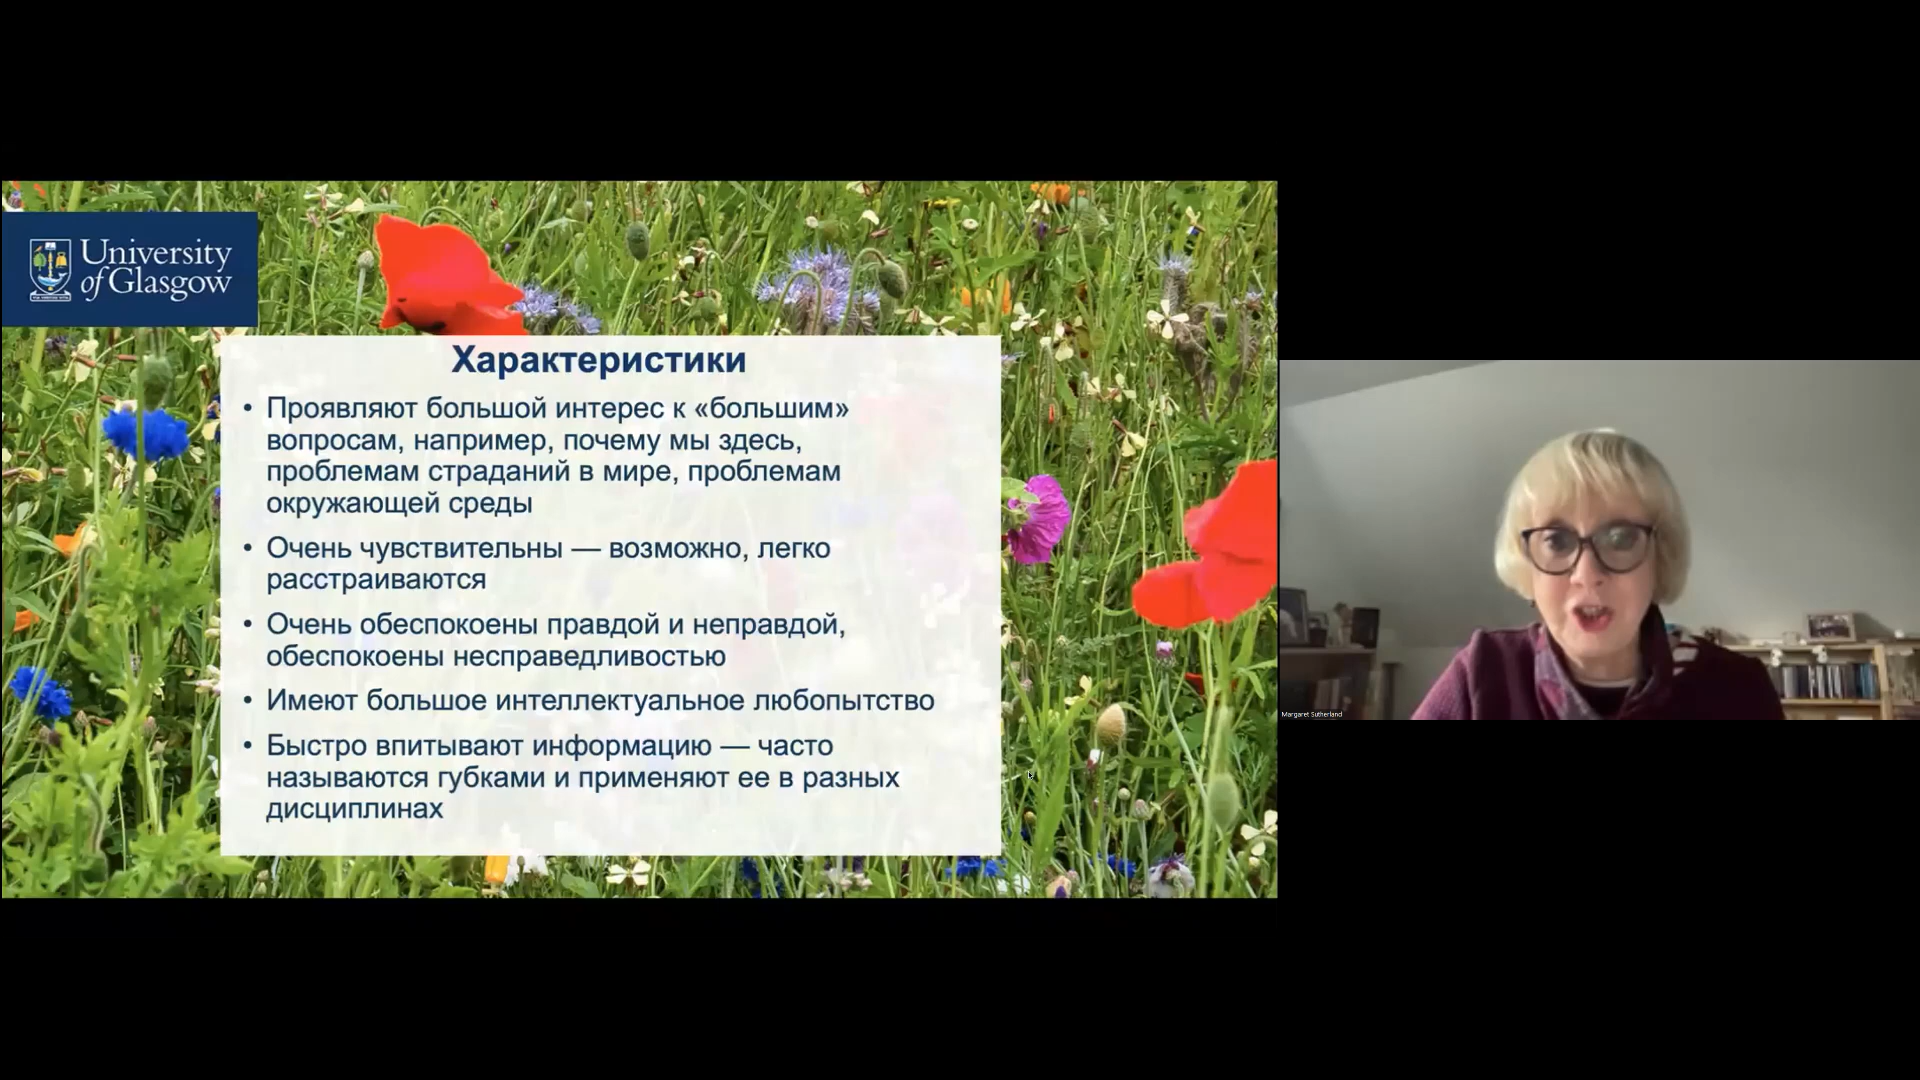 University
of Glasgow
Характеристики
• Проявляют большой интерес к «большим»
вопросам, например, почему мы здесь,
проблемам страданий в мире, проблемам
окружающей среды
• Очень чувствительны — возможно, легко
расстраиваются
• Очень обеспокоены правдой и неправдой,
обеспокоены несправедливостью
• Имеют большое интеллектуальное любопытство
• Быстро впитывают информацию — часто
называются губками и применяют ее в разных
дисциплинах
Margaret Sutherland